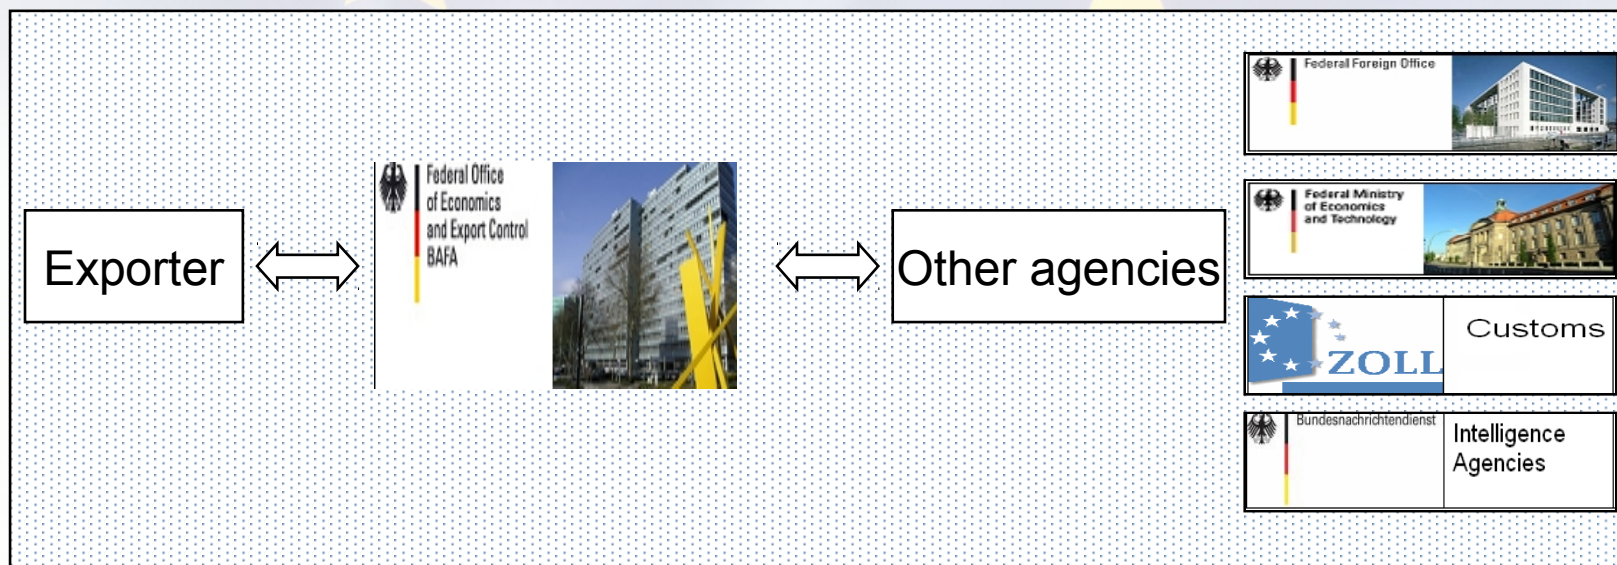 Exporter
Federal Office
of Economics
and Export Control
BAFA
Other agencies
Federal Foreign Office
Federal Ministry
of Economics
and Technology
ZOLL
Customs
Bundesnachrichtendienst
Intelligence
Agencies